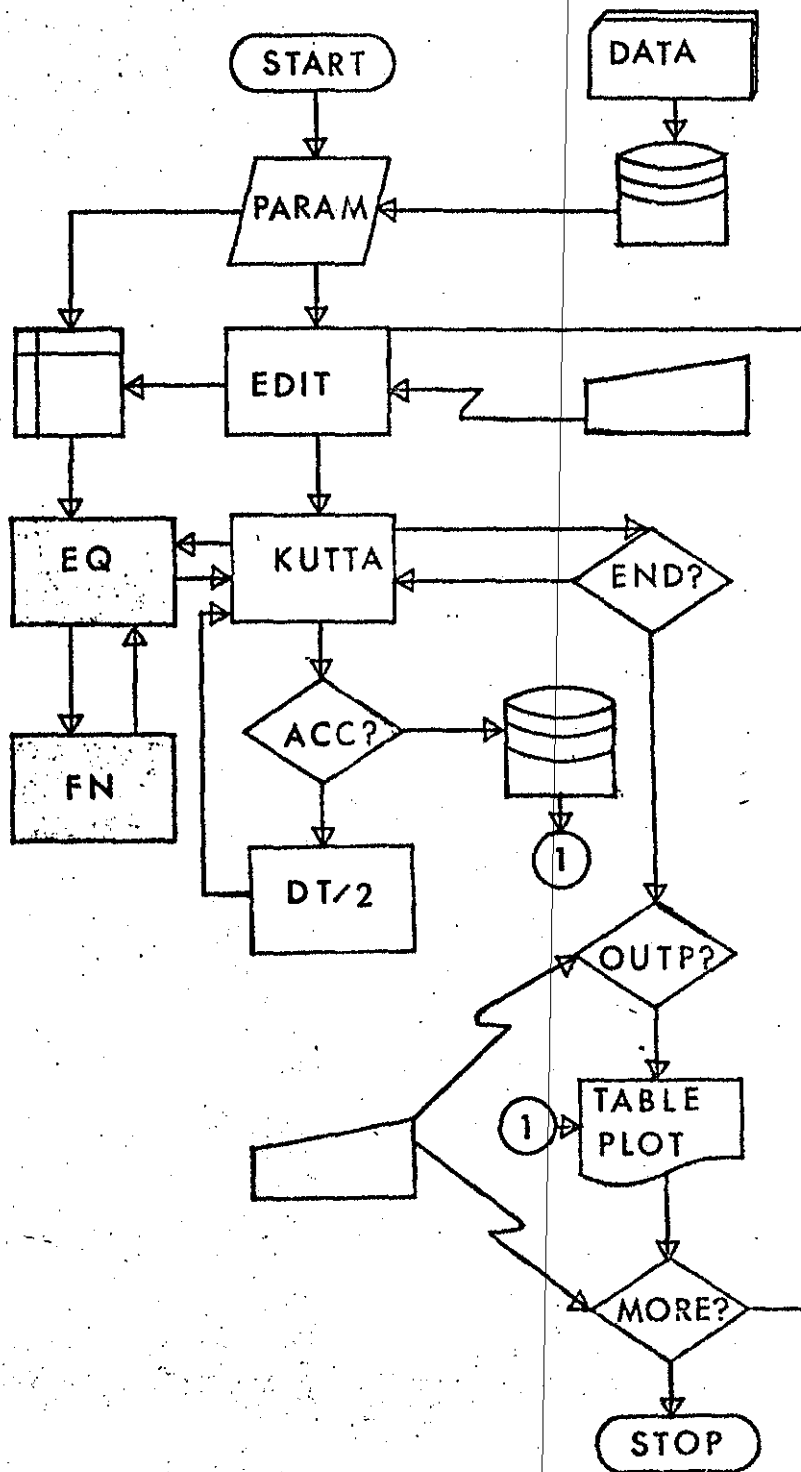 START
DATA
PARAM
EDIT
EQ
KUTTA
END?
ACC?
FN
1
DT/2
OUTP?
1
TABLE
PLOT
MORE?
STOP